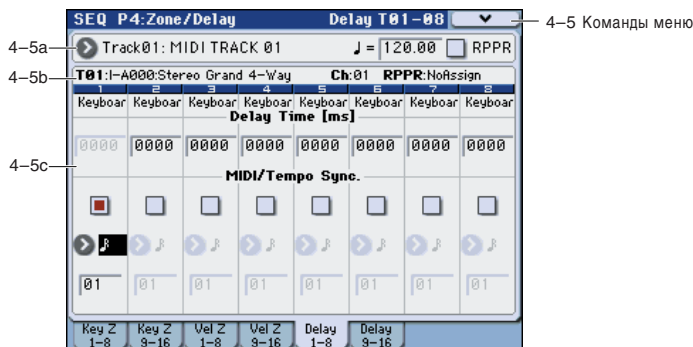 SEQ P4:Zone/Delay Delay T01-08
4–5 Команды меню
4–5a
Track01: MIDI TRACK 01 ♩= 120.00 RPPR
4–5b
T01:I-A000:Stereo Grand 4-Way Ch:01 RPPR:NoAssign
1 2 3 4 5 6 7 8
Keyboar Keyboar Keyboar Keyboar Keyboar Keyboar Keyboar Keyboar
Delay Time [ms]
0000 0000 0000 0000 0000 0000 0000 0000
4–5c
MIDI/Tempo Sync.
01 01 01 01 01 01 01 01
Key Z 1-8 Key Z 9-16 Vel Z 1-8 Vel Z 9-16 Delay 1-8 Delay 9-16